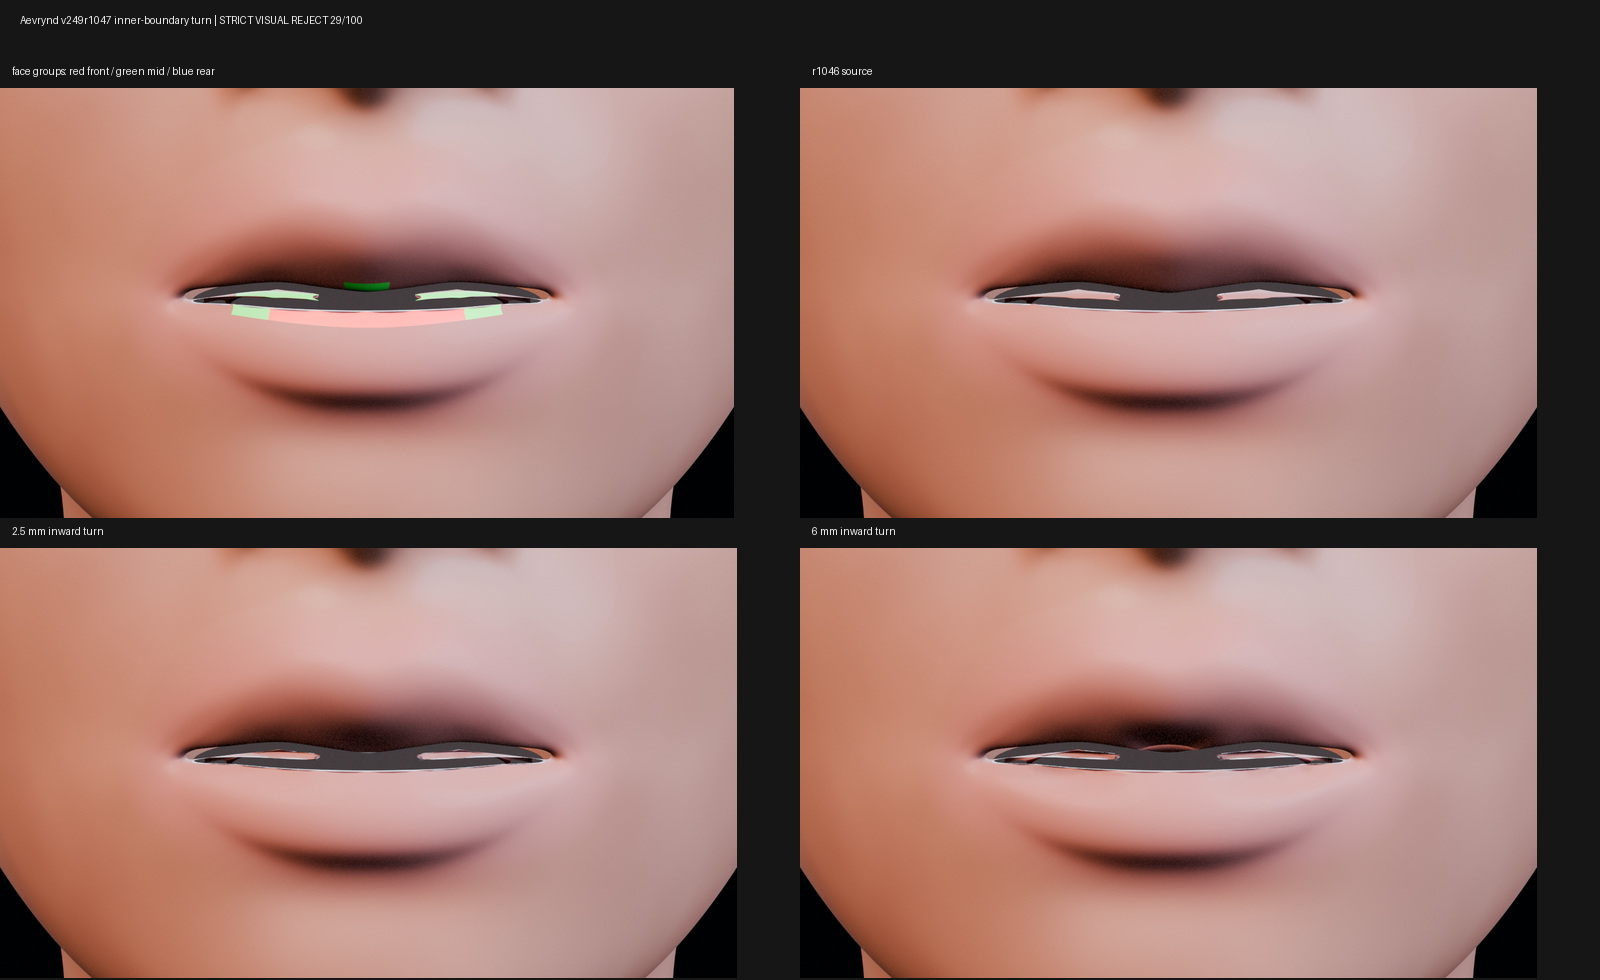 Aevrynd v249r1047 inner-boundary turn | STRICT VISUAL REJECT 29/100
face groups: red front / green mid / blue rear
r1046 source
2.5 mm inward turn
6 mm inward turn